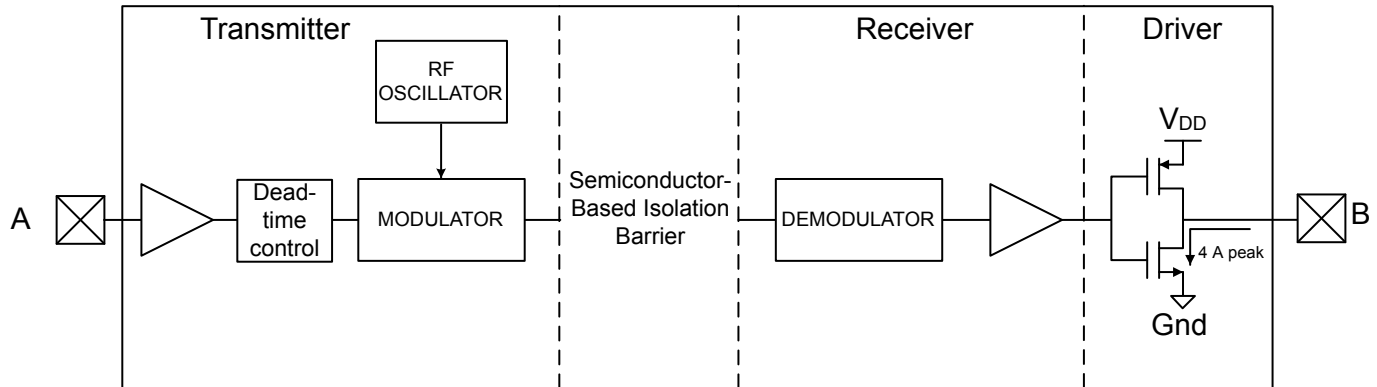 Transmitter
Receiver
Driver
RF
OSCILLATOR
VDD
A
Dead-
time
control
MODULATOR
Semiconductor-
Based Isolation
Barrier
DEMODULATOR
B
4 A peak
Gnd